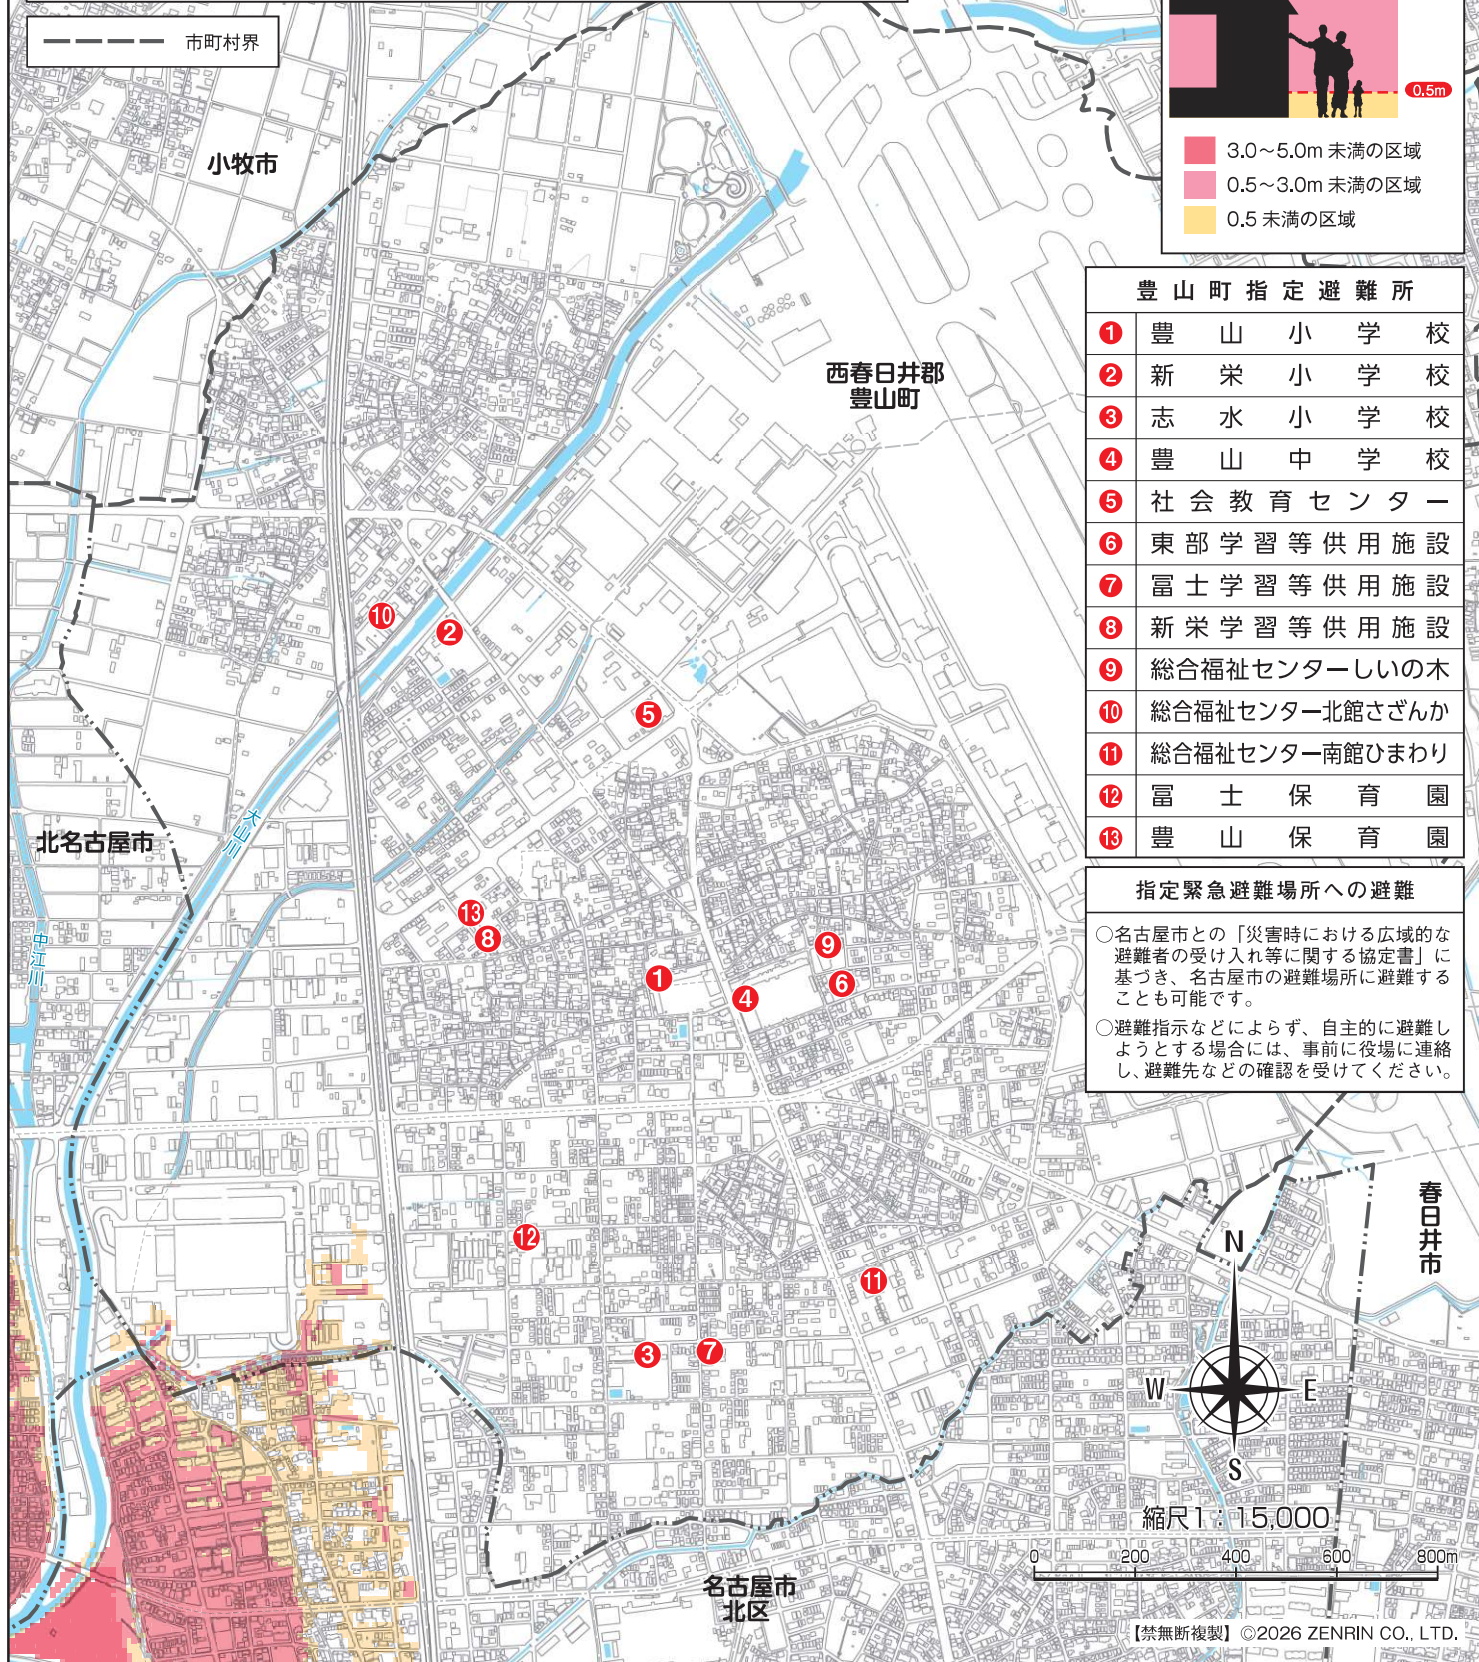 市町村界
0.5m
3.0～5.0m 未満の区域
0.5～3.0m 未満の区域
0.5 未満の区域
小牧市
西春日井郡
豊山町
豊山町指定避難所
1 豊山小学校
2 新栄小学校
3 志水小学校
4 豊山中学校
5 社会教育センター
6 東部学習等供用施設
7 冨士学習等供用施設
8 新栄学習等供用施設
9 総合福祉センターしいの木
10 総合福祉センター北館さざんか
11 総合福祉センター南館ひまわり
12 冨士保育園
13 豊山保育園
指定緊急避難場所への避難
○名古屋市との「災害時における広域的な
避難者の受け入れ等に関する協定書」に
基づき、名古屋市の避難場所に避難する
ことも可能です。
○避難指示などによらず、自主的に避難し
ようとする場合には、事前に役場に連絡
し、避難先などの確認を受けてください。
10
2
5
大山川
北名古屋市
中江川
13
8
9
1
6
4
春日井市
12
11
3
7
N
W
E
S
縮尺1：15,000
0 200 400 600 800m
名古屋市
北区
【禁無断複製】©2026 ZENRIN CO., LTD.